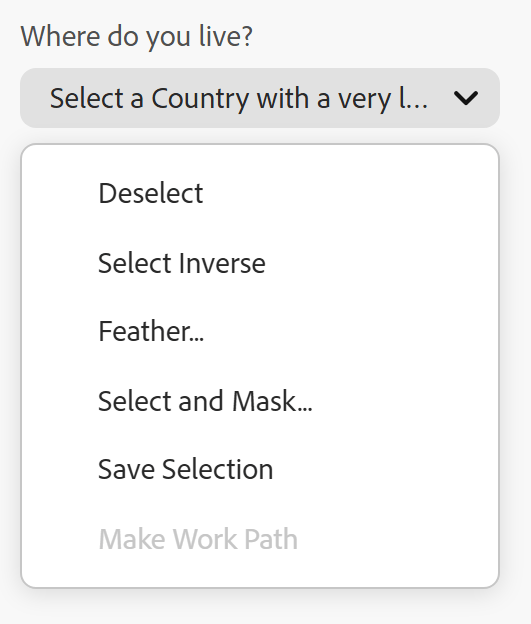 Where do you live?
Select a Country with a very l...
Deselect
Select Inverse
Feather...
Select and Mask...
Save Selection
Make Work Path